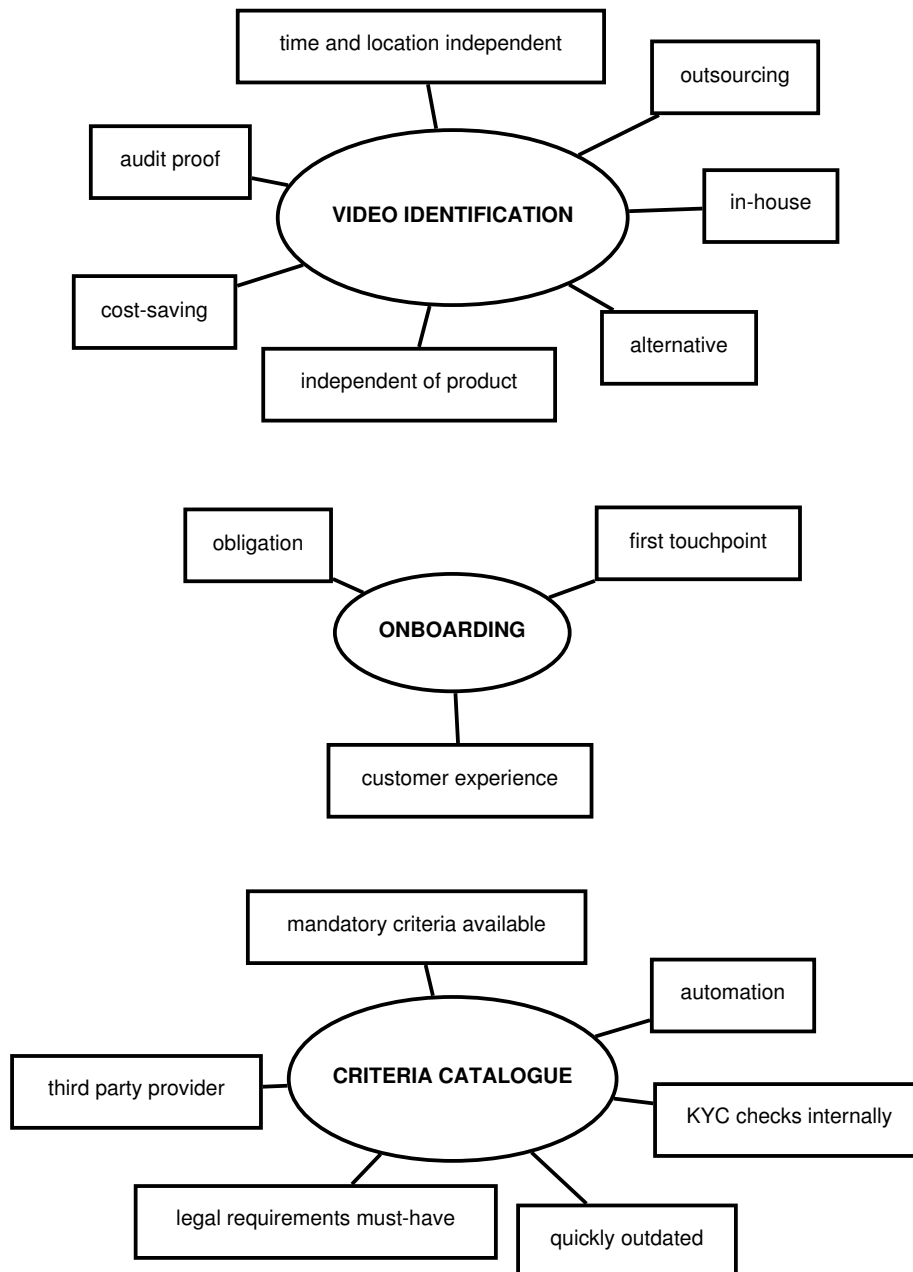 time and location independent
outsourcing
audit proof
VIDEO IDENTIFICATION
in-house
cost-saving
alternative
independent of product
obligation
first touchpoint
ONBOARDING
customer experience
mandatory criteria available
automation
third party provider
CRITERIA CATALOGUE
KYC checks internally
legal requirements must-have
quickly outdated